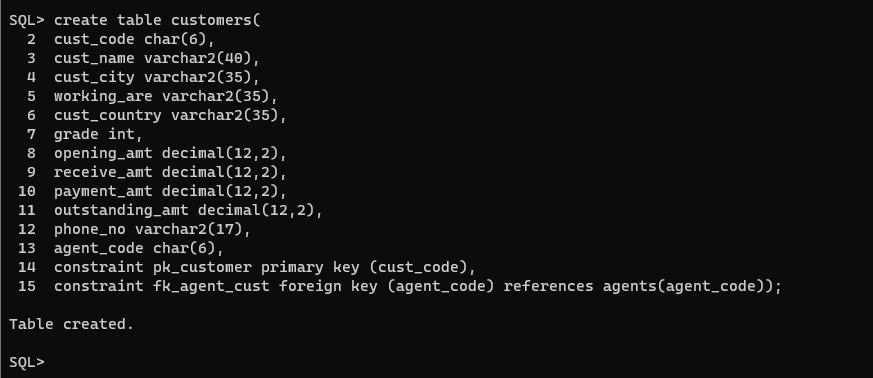 SQL> create table customers(
  2  cust_code char(6),
  3  cust_name varchar2(40),
  4  cust_city varchar2(35),
  5  working_are varchar2(35),
  6  cust_country varchar2(35),
  7  grade int,
  8  opening_amt decimal(12,2),
  9  receive_amt decimal(12,2),
 10  payment_amt decimal(12,2),
 11  outstanding_amt decimal(12,2),
 12  phone_no varchar2(17),
 13  agent_code char(6),
 14  constraint pk_customer primary key (cust_code),
 15  constraint fk_agent_cust foreign key (agent_code) references agents(agent_code));
Table created.
SQL>